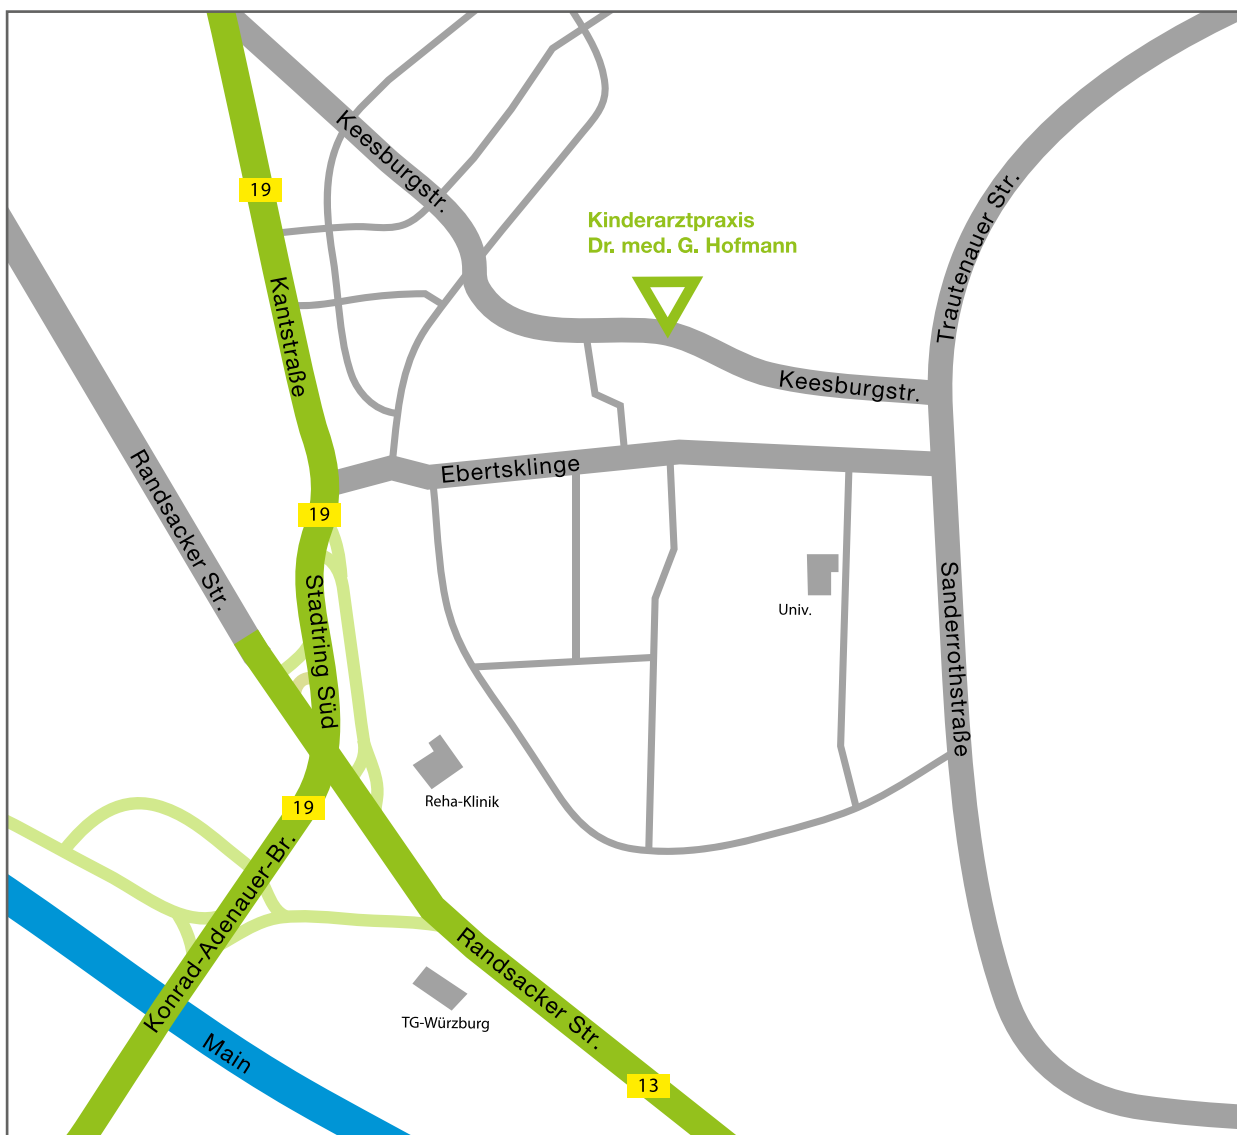 Keesburgstr.
19
Trautenauer Str.
Kinderarztpraxis
Dr. med. G. Hofmann
Kantstraße
Keesburgstr.
Ebertsklinge
Randsacker Str.
19
Stadtring Süd
Univ.
Sanderrothstraße
19
Reha-Klinik
Konrad-Adenauer-Br.
Randsacker Str.
TG-Würzburg
Main
13